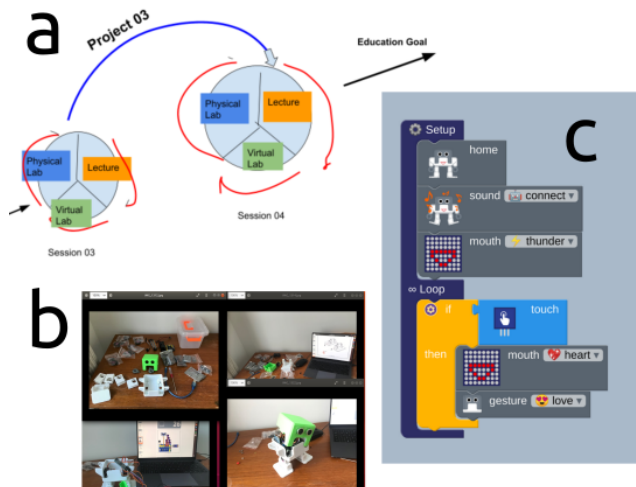 a
Project 03
Education Goal
Physical Lab
Lecture
Virtual Lab
Session 04
Physical Lab
Lecture
Virtual Lab
Session 03
b
c
Setup
home
sound connect
mouth thunder
Loop
if touch
then mouth heart
gesture love